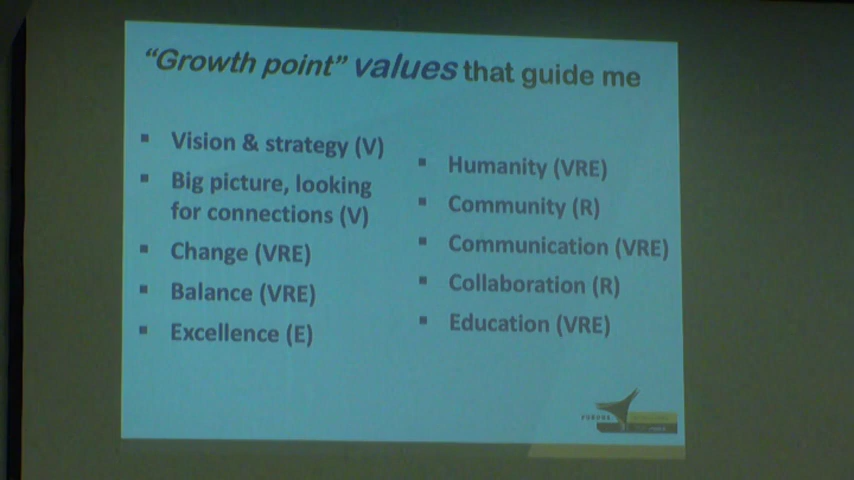 “Growth point” values that guide me
▪ Vision & strategy (V)
▪ Big picture, looking
for connections (V)
▪ Change (VRE)
▪ Balance (VRE)
▪ Excellence (E)
▪ Humanity (VRE)
▪ Community (R)
▪ Communication (VRE)
▪ Collaboration (R)
▪ Education (VRE)
PURDUE